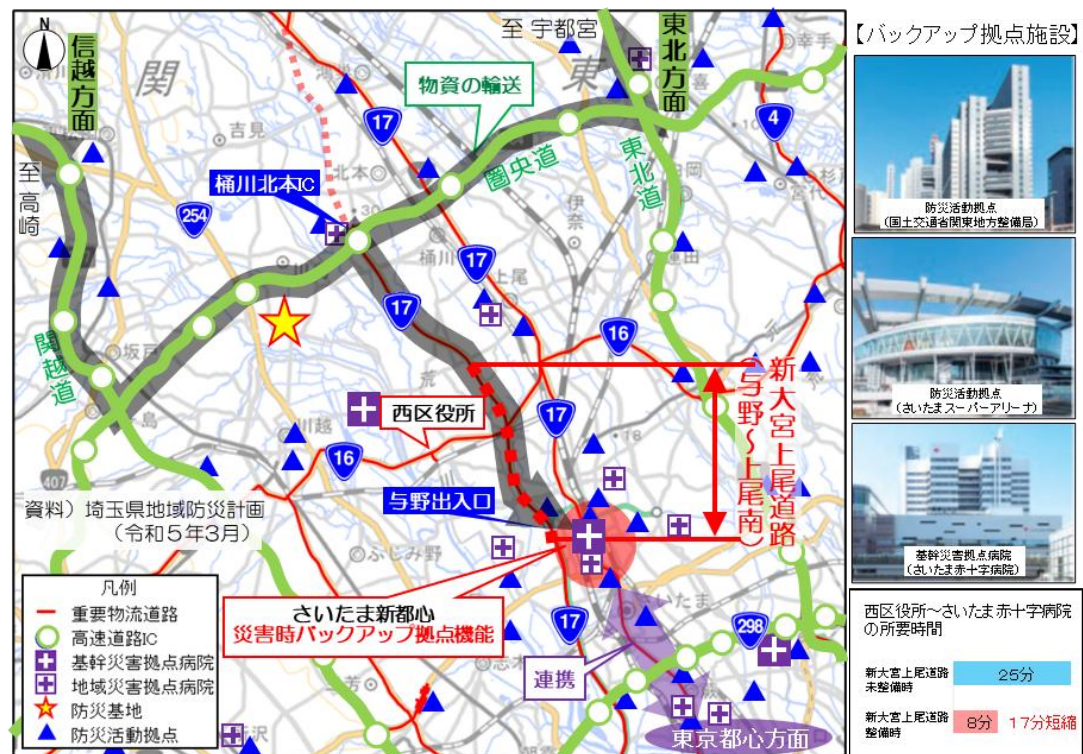 至 宇都宮
信越方面
関
東
東北方面
物資の輸送
17
4
吉見
北本
圏央道
東北道
至 高崎
桶川北本IC
254
伊奈
桶川
17
上尾
17
16
関越道
坂戸
荒
新大宮上尾道路
(与野~上尾南)
西区役所
17
川越
16
407
与野出入口
資料)埼玉県地域防災計画
(令和5年3月)
ふじみ野
凡例
重要物流道路
高速道路IC
基幹災害拠点病院
地域災害拠点病院
防災基地
防災活動拠点
さいたま新都心
災害時バックアップ拠点機能
さいたま
17
298
連携
志木
三芳
東京都心方面
【バックアップ拠点施設】
防災活動拠点
(国土交通省関東地方整備局)
防災活動拠点
(さいたまスーパーアリーナ)
基幹災害拠点病院
(さいたま赤十字病院)
西区役所~さいたま赤十字病院
の所要時間
新大宮上尾道路
未整備時
25分
新大宮上尾道路
整備時
8分 17分短縮